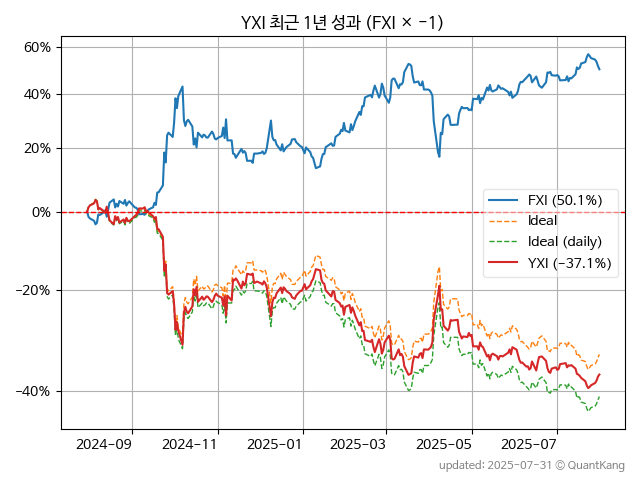 YXI 최근 1년 성과 (FXI × −1)
60%
40%
20%
0%
−20%
−40%
FXI (50.1%)
Ideal
Ideal (daily)
YXI (−37.1%)
2024-09
2024-11
2025-01
2025-03
2025-05
2025-07
updated: 2025-07-31 © QuantKang